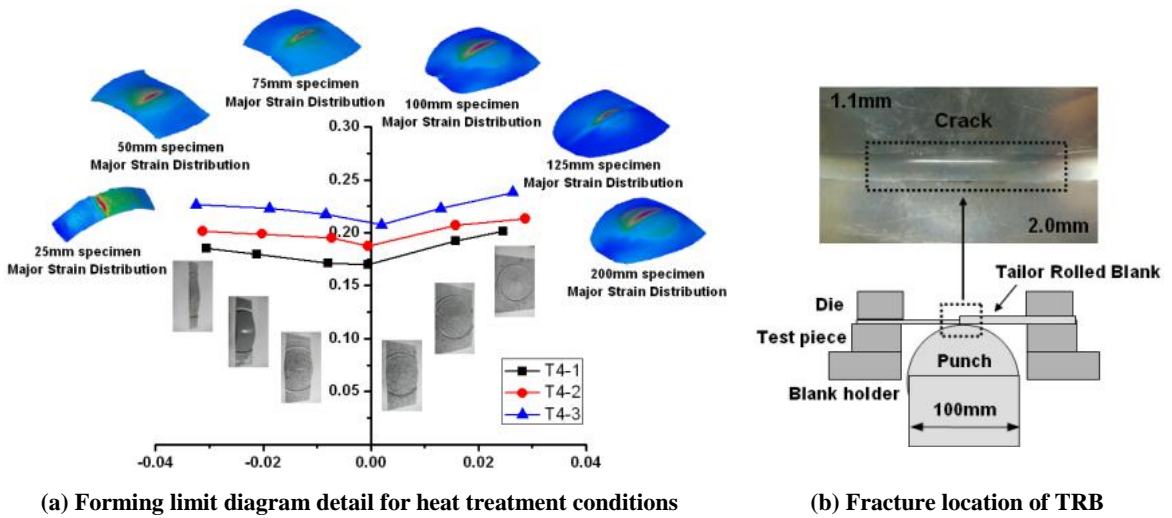 75mm specimen
Major Strain Distribution
100mm specimen
Major Strain Distribution
50mm specimen
Major Strain Distribution
125mm specimen
Major Strain Distribution
25mm specimen
Major Strain Distribution
200mm specimen
Major Strain Distribution
0.30
0.25
0.20
0.15
0.10
0.05
T4-1
T4-2
T4-3
-0.04
-0.02
0.00
0.02
0.04
(a) Forming limit diagram detail for heat treatment conditions
1.1mm
Crack
2.0mm
Tailor Rolled Blank
Die
Test piece
Punch
Blank holder
100mm
(b) Fracture location of TRB